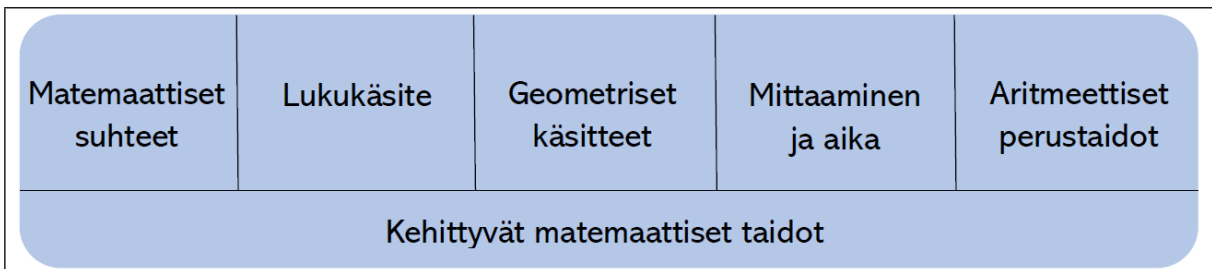 Matemaattiset
suhteet
Lukukäsite
Geometriset
käsitteet
Mittaaminen
ja aika
Aritmeettiset
perustaidot
Kehittyvät matemaattiset taidot